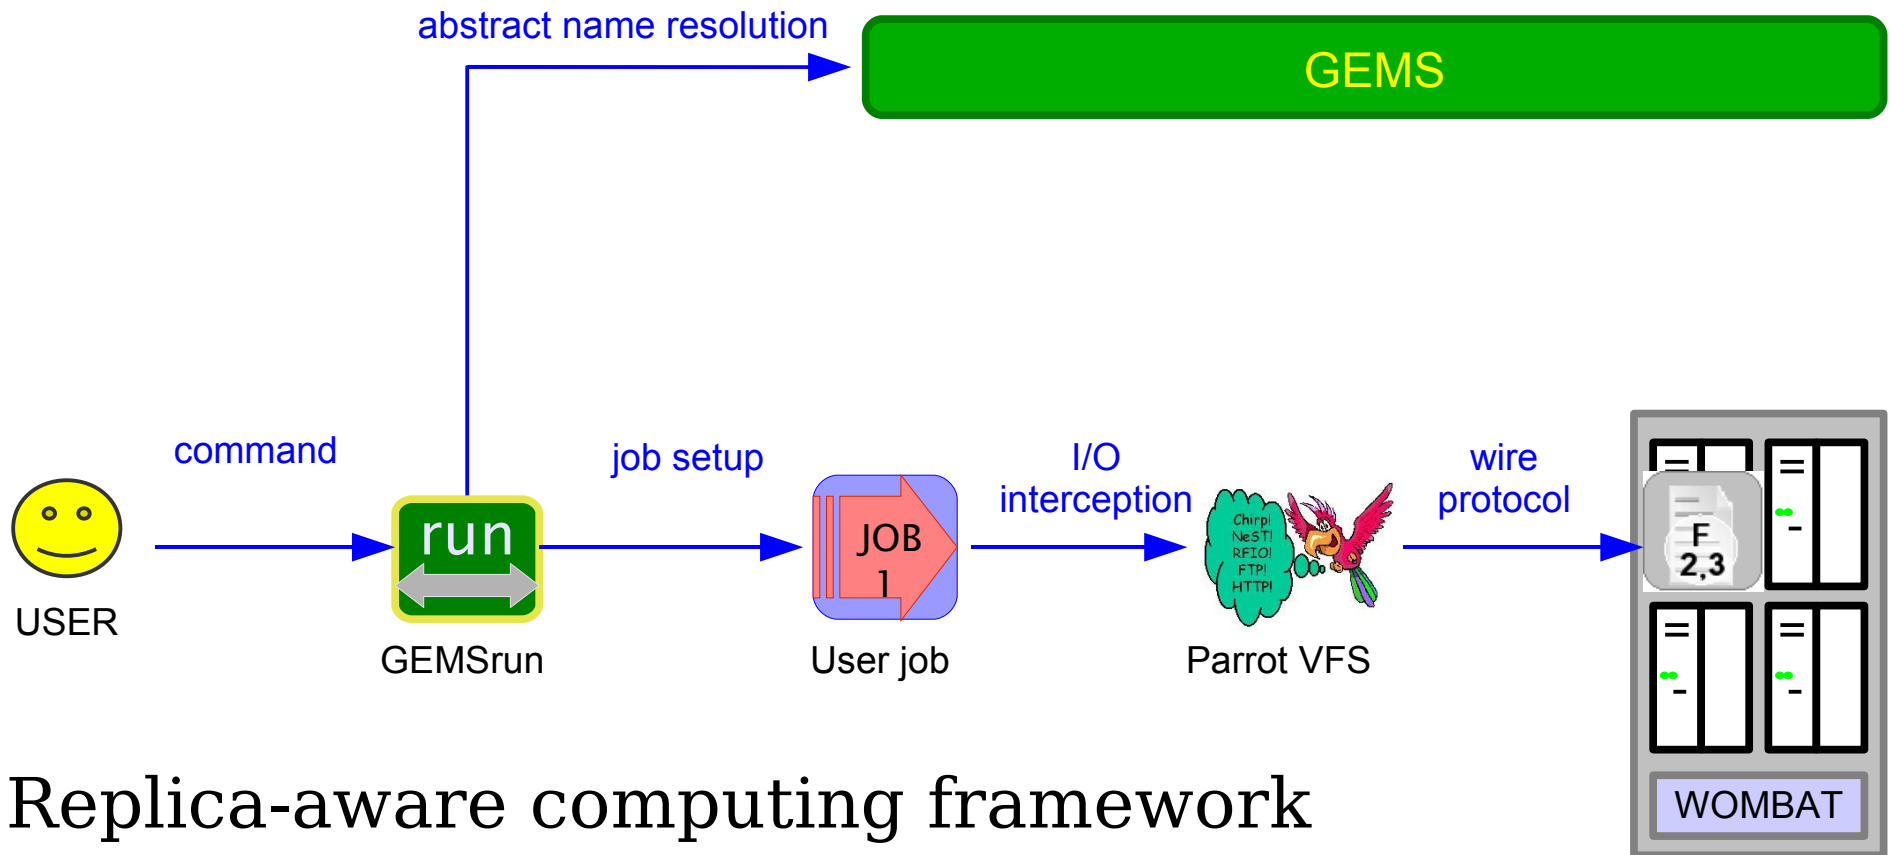 abstract name resolution
GEMS
command
job setup
I/O
interception
wire
protocol
run
JOB
1
Chirp!
NeST!
RFIO!
FTP!
HTTP!
F
2,3
USER
GEMSrun
User job
Parrot VFS
WOMBAT
Replica-aware computing framework